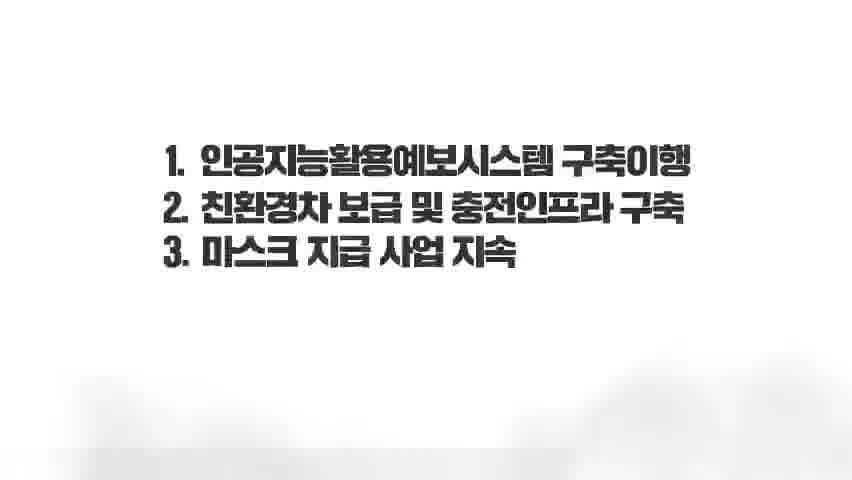 1. 인공지능활용예보시스템 구축이행
2. 친환경차 보급 및 충전인프라 구축
3. 마스크 지급 사업 지속